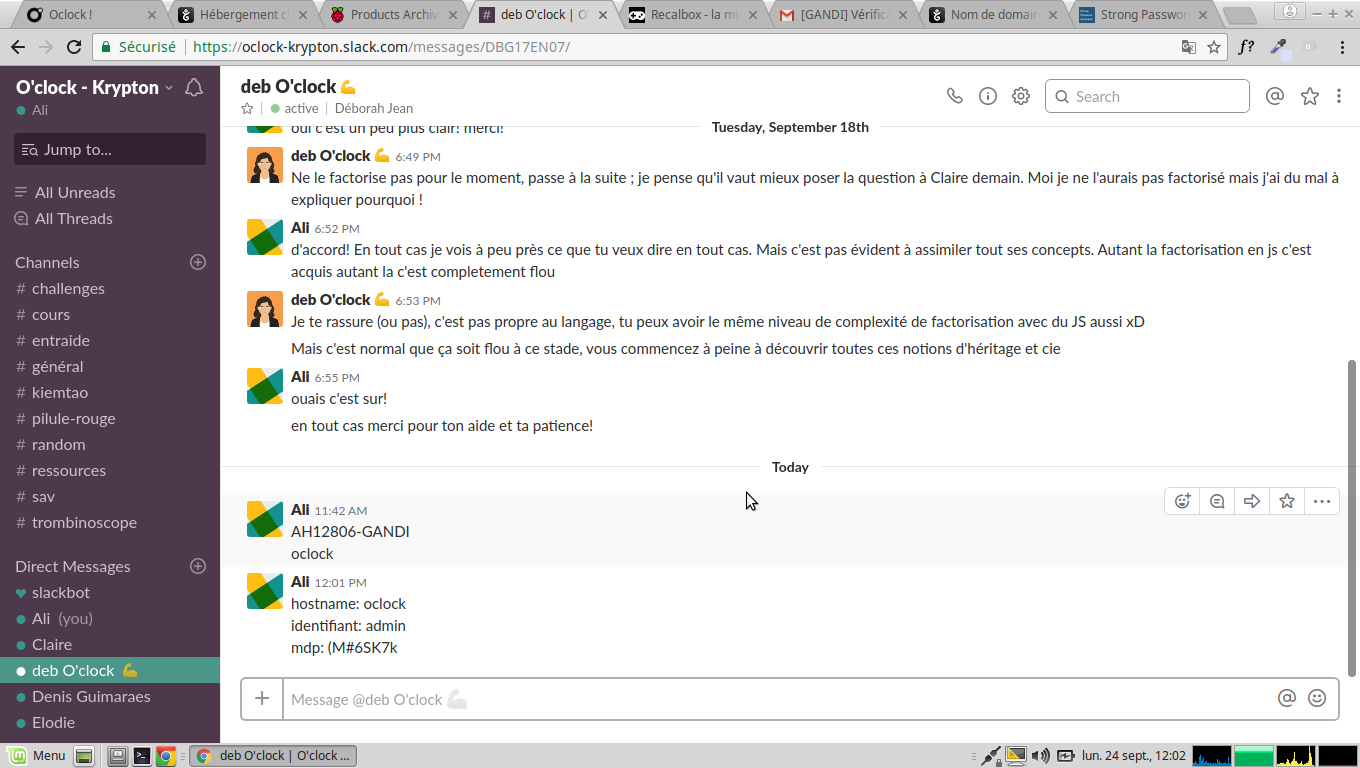 Oclock !
Hébergement c
Products Archiv
deb O'clock | O
Recalbox - la mi
[GANDI] Vérific
Nom de domain
Strong Passwor
Sécurisé
https://oclock-krypton.slack.com/messages/DBG17EN07/
f?
O'clock - Krypton
Ali
Jump to...
All Unreads
All Threads
Channels
# challenges
# cours
# entraide
# général
# kiemtao
# pilule-rouge
# random
# ressources
# sav
# trombinoscope
Direct Messages
slackbot
Ali (you)
Claire
deb O'clock 💪
Denis Guimaraes
Elodie
deb O'clock 💪
active | Déborah Jean
Search
oui c'est un peu plus clair! merci!
Tuesday, September 18th
deb O'clock 💪 6:49 PM
Ne le factorise pas pour le moment, passe à la suite ; je pense qu'il vaut mieux poser la question à Claire demain. Moi je ne l'aurais pas factorisé mais j'ai du mal à
expliquer pourquoi !
Ali 6:52 PM
d'accord! En tout cas je vois à peu près ce que tu veux dire en tout cas. Mais c'est pas évident à assimiler tout ses concepts. Autant la factorisation en js c'est
acquis autant la c'est completement flou
deb O'clock 💪 6:53 PM
Je te rassure (ou pas), c'est pas propre au langage, tu peux avoir le même niveau de complexité de factorisation avec du JS aussi xD
Mais c'est normal que ça soit flou à ce stade, vous commencez à peine à découvrir toutes ces notions d'héritage et cie
Ali 6:55 PM
ouais c'est sur!
en tout cas merci pour ton aide et ta patience!
Today
Ali 11:42 AM
AH12806-GANDI
oclock
Ali 12:01 PM
hostname: oclock
identifiant: admin
mdp: (M#6SK7k
Message @deb O'clock 💪
Menu
deb O'clock | O'clock ...
lun. 24 sept., 12:02